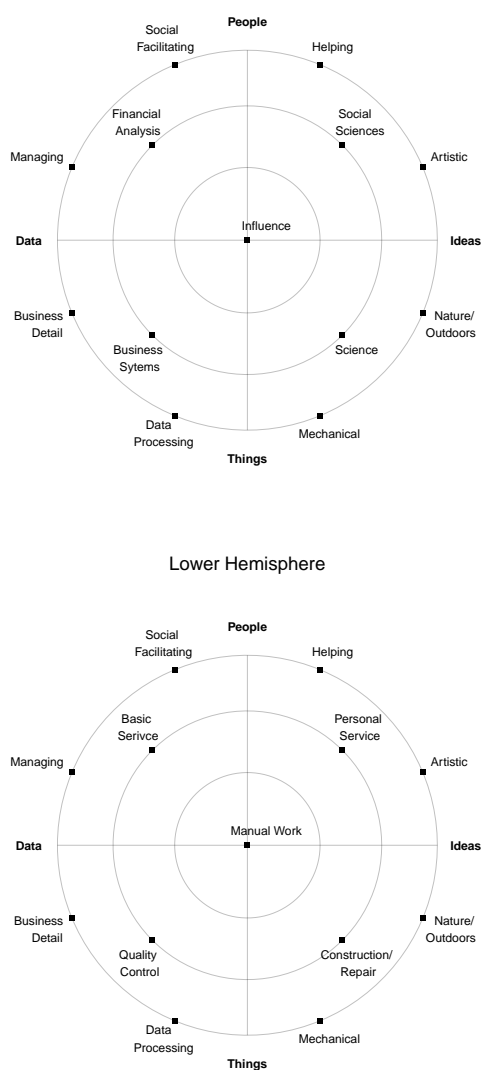 People
Social
Facilitating
Helping
Financial
Analysis
Social
Sciences
Managing
Artistic
Influence
Data
Ideas
Business
Detail
Nature/
Outdoors
Business
Sytems
Science
Data
Processing
Mechanical
Things
Lower Hemisphere
People
Social
Facilitating
Helping
Basic
Serivce
Personal
Service
Managing
Artistic
Manual Work
Data
Ideas
Business
Detail
Nature/
Outdoors
Quality
Control
Construction/
Repair
Data
Processing
Mechanical
Things